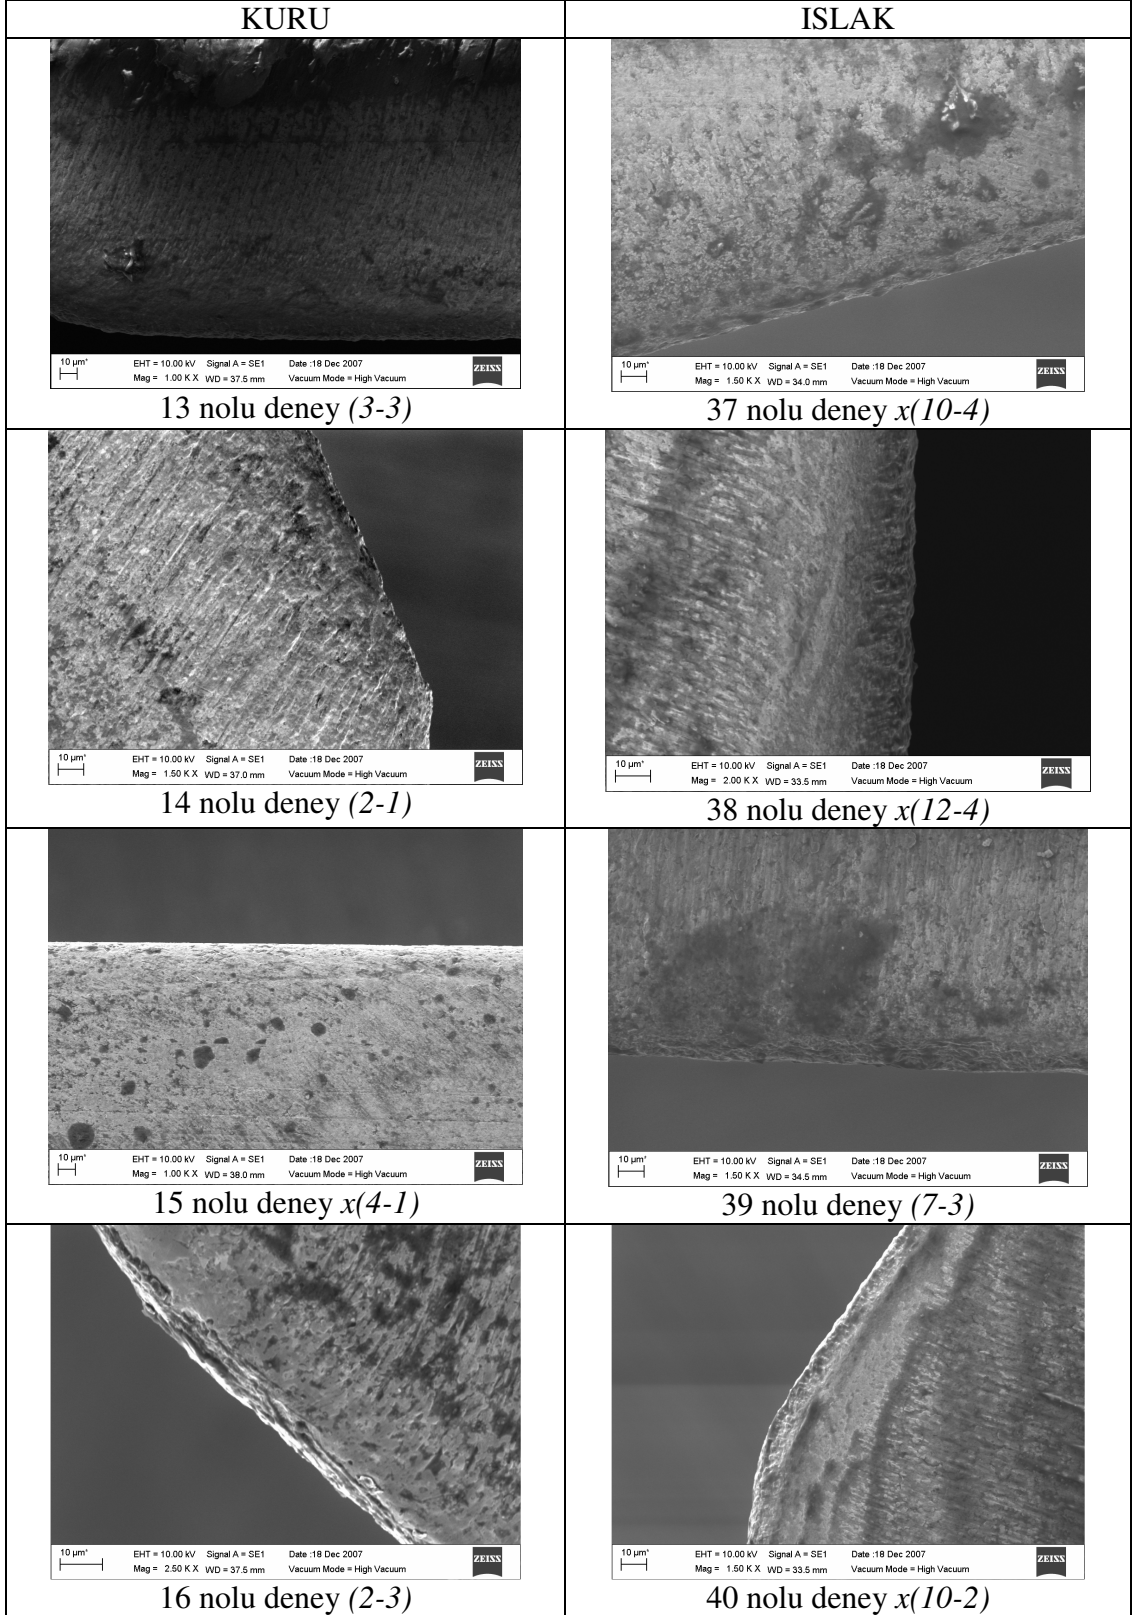 KURU
ISLAK
10 µm*
EHT = 10.00 kV Signal A = SE1 Date :18 Dec 2007
Mag = 1.00 K X WD = 37.5 mm Vacuum Mode = High Vacuum
ZEISS
13 nolu deney (3-3)
10 µm*
EHT = 10.00 kV Signal A = SE1 Date :18 Dec 2007
Mag = 1.50 K X WD = 34.0 mm Vacuum Mode = High Vacuum
ZEISS
37 nolu deney x(10-4)
10 µm*
EHT = 10.00 kV Signal A = SE1 Date :18 Dec 2007
Mag = 1.50 K X WD = 37.0 mm Vacuum Mode = High Vacuum
ZEISS
14 nolu deney (2-1)
10 µm*
EHT = 10.00 kV Signal A = SE1 Date :18 Dec 2007
Mag = 2.00 K X WD = 33.5 mm Vacuum Mode = High Vacuum
ZEISS
38 nolu deney x(12-4)
10 µm*
EHT = 10.00 kV Signal A = SE1 Date :18 Dec 2007
Mag = 1.00 K X WD = 38.0 mm Vacuum Mode = High Vacuum
ZEISS
15 nolu deney x(4-1)
10 µm*
EHT = 10.00 kV Signal A = SE1 Date :18 Dec 2007
Mag = 1.50 K X WD = 34.5 mm Vacuum Mode = High Vacuum
ZEISS
39 nolu deney (7-3)
10 µm*
EHT = 10.00 kV Signal A = SE1 Date :18 Dec 2007
Mag = 2.50 K X WD = 37.5 mm Vacuum Mode = High Vacuum
ZEISS
16 nolu deney (2-3)
10 µm*
EHT = 10.00 kV Signal A = SE1 Date :18 Dec 2007
Mag = 1.50 K X WD = 33.5 mm Vacuum Mode = High Vacuum
ZEISS
40 nolu deney x(10-2)